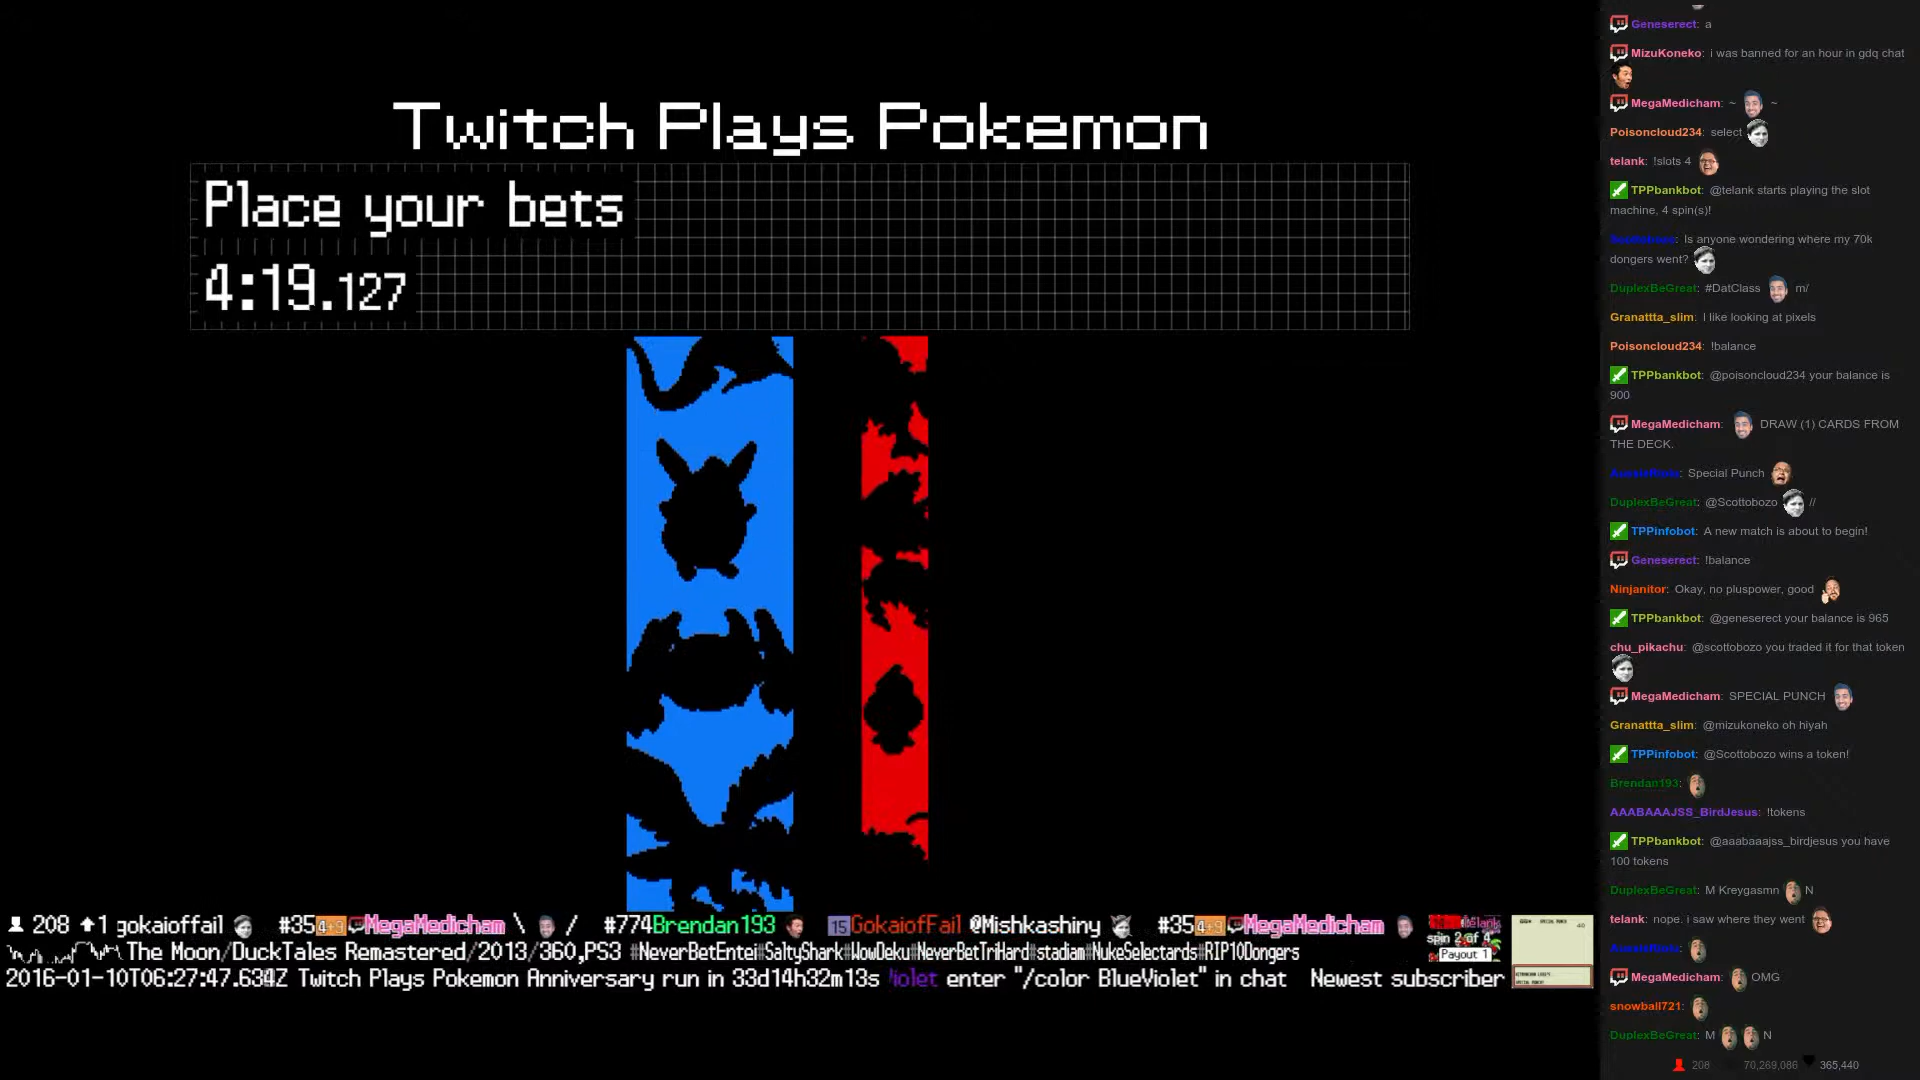 Twitch Plays Pokemon
Place your bets
4:19.127
208 1 gokaioffail #35 4+9 MegaMedicham \ / #774Brendan193 15 GokaiofFail @Mishkashiny #35 4+9 MegaMedicham
The Moon/DuckTales Remastered/2013/360,PS3 #NeverBetEntei#SaltyShark#WowDeku#NeverBetTriHard#stadiam#NukeSelectards#RIP10Dongers
2016-01-10T06:27:47.634Z Twitch Plays Pokemon Anniversary run in 33d14h32m13s iolet enter "/color BlueViolet" in chat Newest subscriber
telank
spin 2 of 4
Payout 1
Geneserect: a
MizuKoneko: i was banned for an hour in gdq chat
MegaMedicham: ~ ~
Poisoncloud234: select
telank: !slots 4
TPPbankbot: @telank starts playing the slot
machine, 4 spin(s)!
Scottobozo: Is anyone wondering where my 70k
dongers went?
DuplexBeGreat: #DatClass m/
Granattta_slim: I like looking at pixels
Poisoncloud234: !balance
TPPbankbot: @poisoncloud234 your balance is
900
MegaMedicham: DRAW (1) CARDS FROM
THE DECK.
Special Punch
DuplexBeGreat: @Scottobozo //
TPPinfobot: A new match is about to begin!
Geneserect: !balance
Ninjanitor: Okay, no pluspower, good
TPPbankbot: @geneserect your balance is 965
chu_pikachu: @scottobozo you traded it for that token
MegaMedicham: SPECIAL PUNCH
Granattta_slim: @mizukoneko oh hiyah
TPPinfobot: @Scottobozo wins a token!
Brendan193:
AAABAAAJSS_BirdJesus: !tokens
TPPbankbot: @aaabaaajss_birdjesus you have
100 tokens
DuplexBeGreat: M Kreygasmn N
telank: nope. i saw where they went
MegaMedicham: OMG
snowball721:
DuplexBeGreat: M N
208 70,269,086 365,440